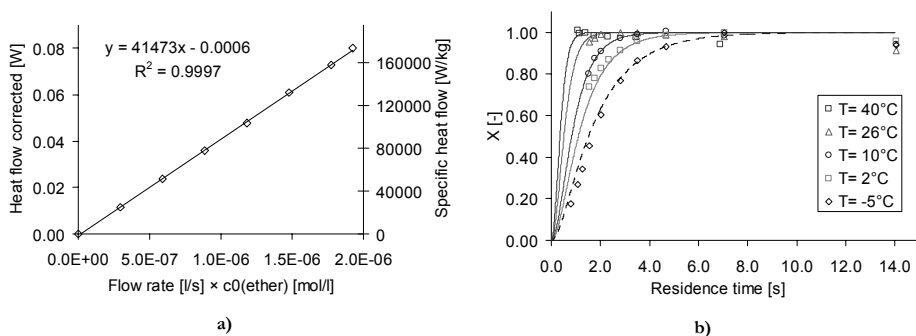 Heat flow corrected [W]
0.08
0.06
0.04
0.02
0.00
y = 41473x - 0.0006
R² = 0.9997
160000
120000
80000
40000
0
Specific heat flow [W/kg]
0.0E+00 5.0E-07 1.0E-06 1.5E-06 2.0E-06
Flow rate [l/s] × c0(ether) [mol/l]
a)
X [-]
1.00
0.80
0.60
0.40
0.20
0.00
T= 40°C
T= 26°C
T= 10°C
T= 2°C
T= -5°C
0.0 2.0 4.0 6.0 8.0 10.0 12.0 14.0
Residence time [s]
b)